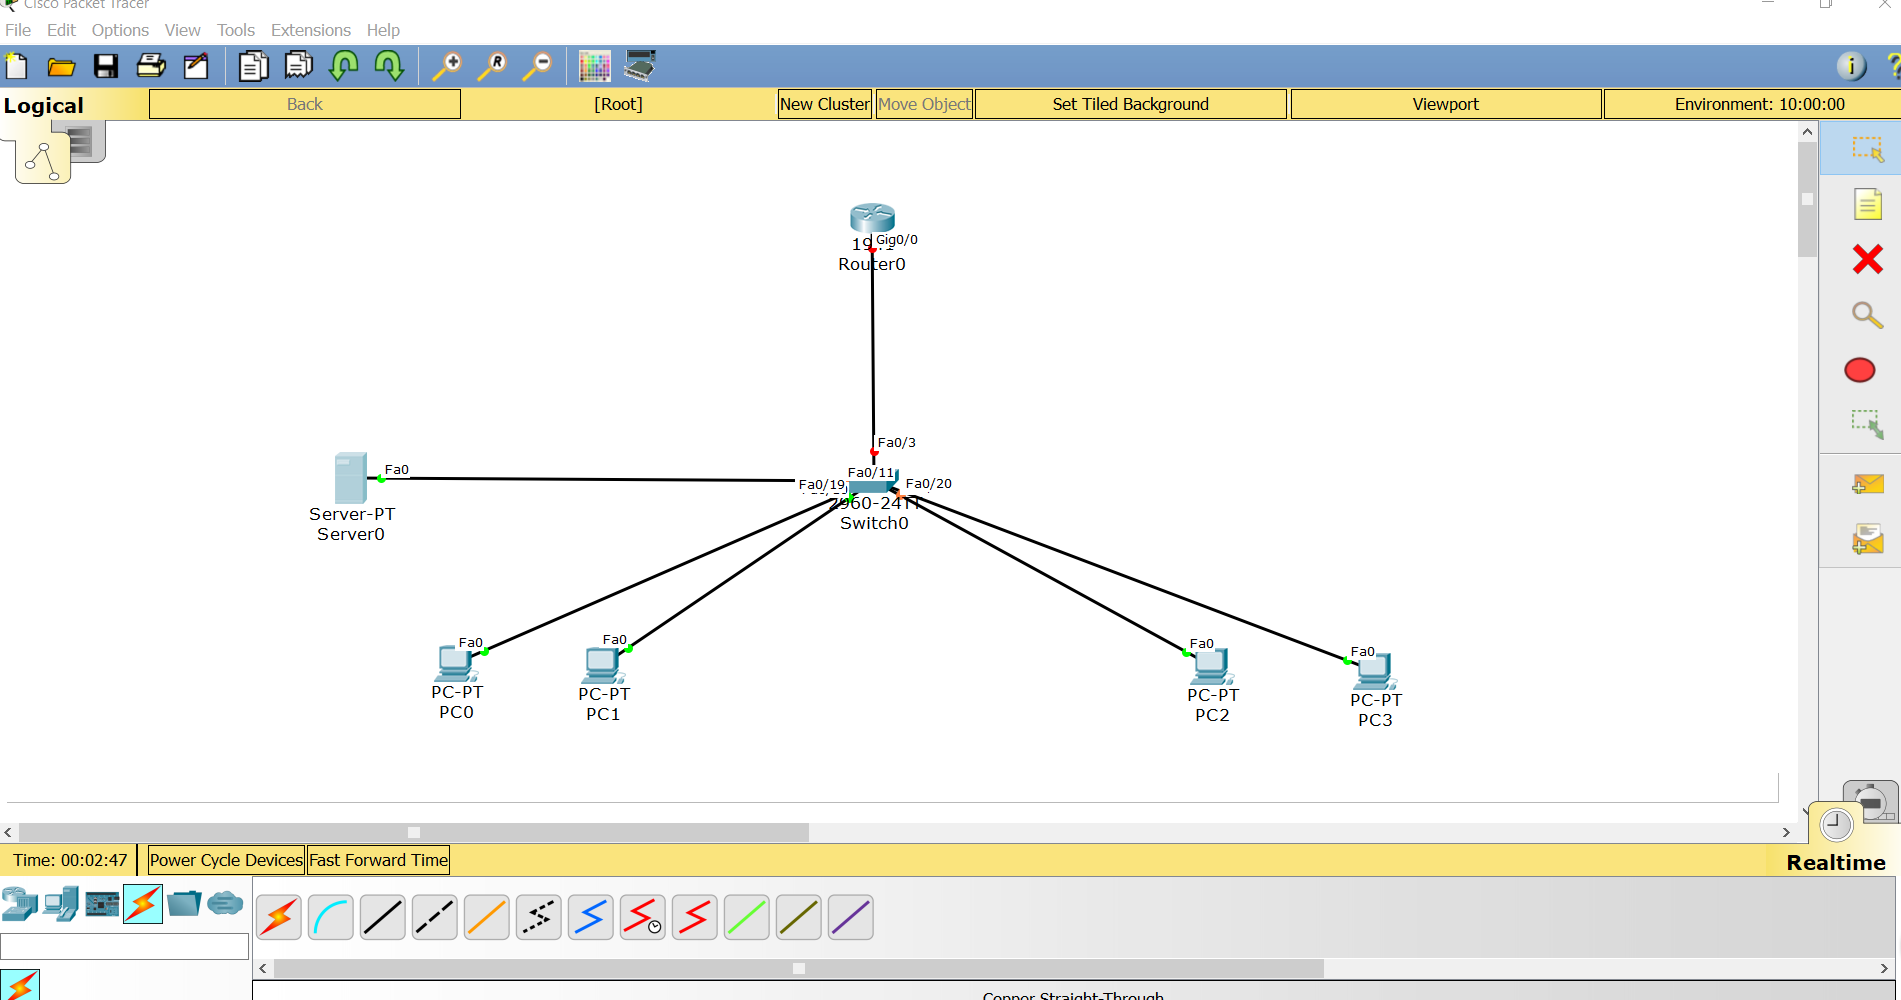 Cisco Packet Tracer
File Edit Options View Tools Extensions Help
Logical
Back
[Root]
New Cluster
Move Object
Set Tiled Background
Viewport
Environment: 10:00:00
Gig0/0
Router0
Fa0/3
Fa0/11
Fa0/19
Fa0/20
2960-24TT
Switch0
Fa0
Server-PT
Server0
Fa0
PC-PT
PC0
Fa0
PC-PT
PC1
Fa0
PC-PT
PC2
Fa0
PC-PT
PC3
Time: 00:02:47
Power Cycle Devices
Fast Forward Time
Realtime
Copper Straight-Through